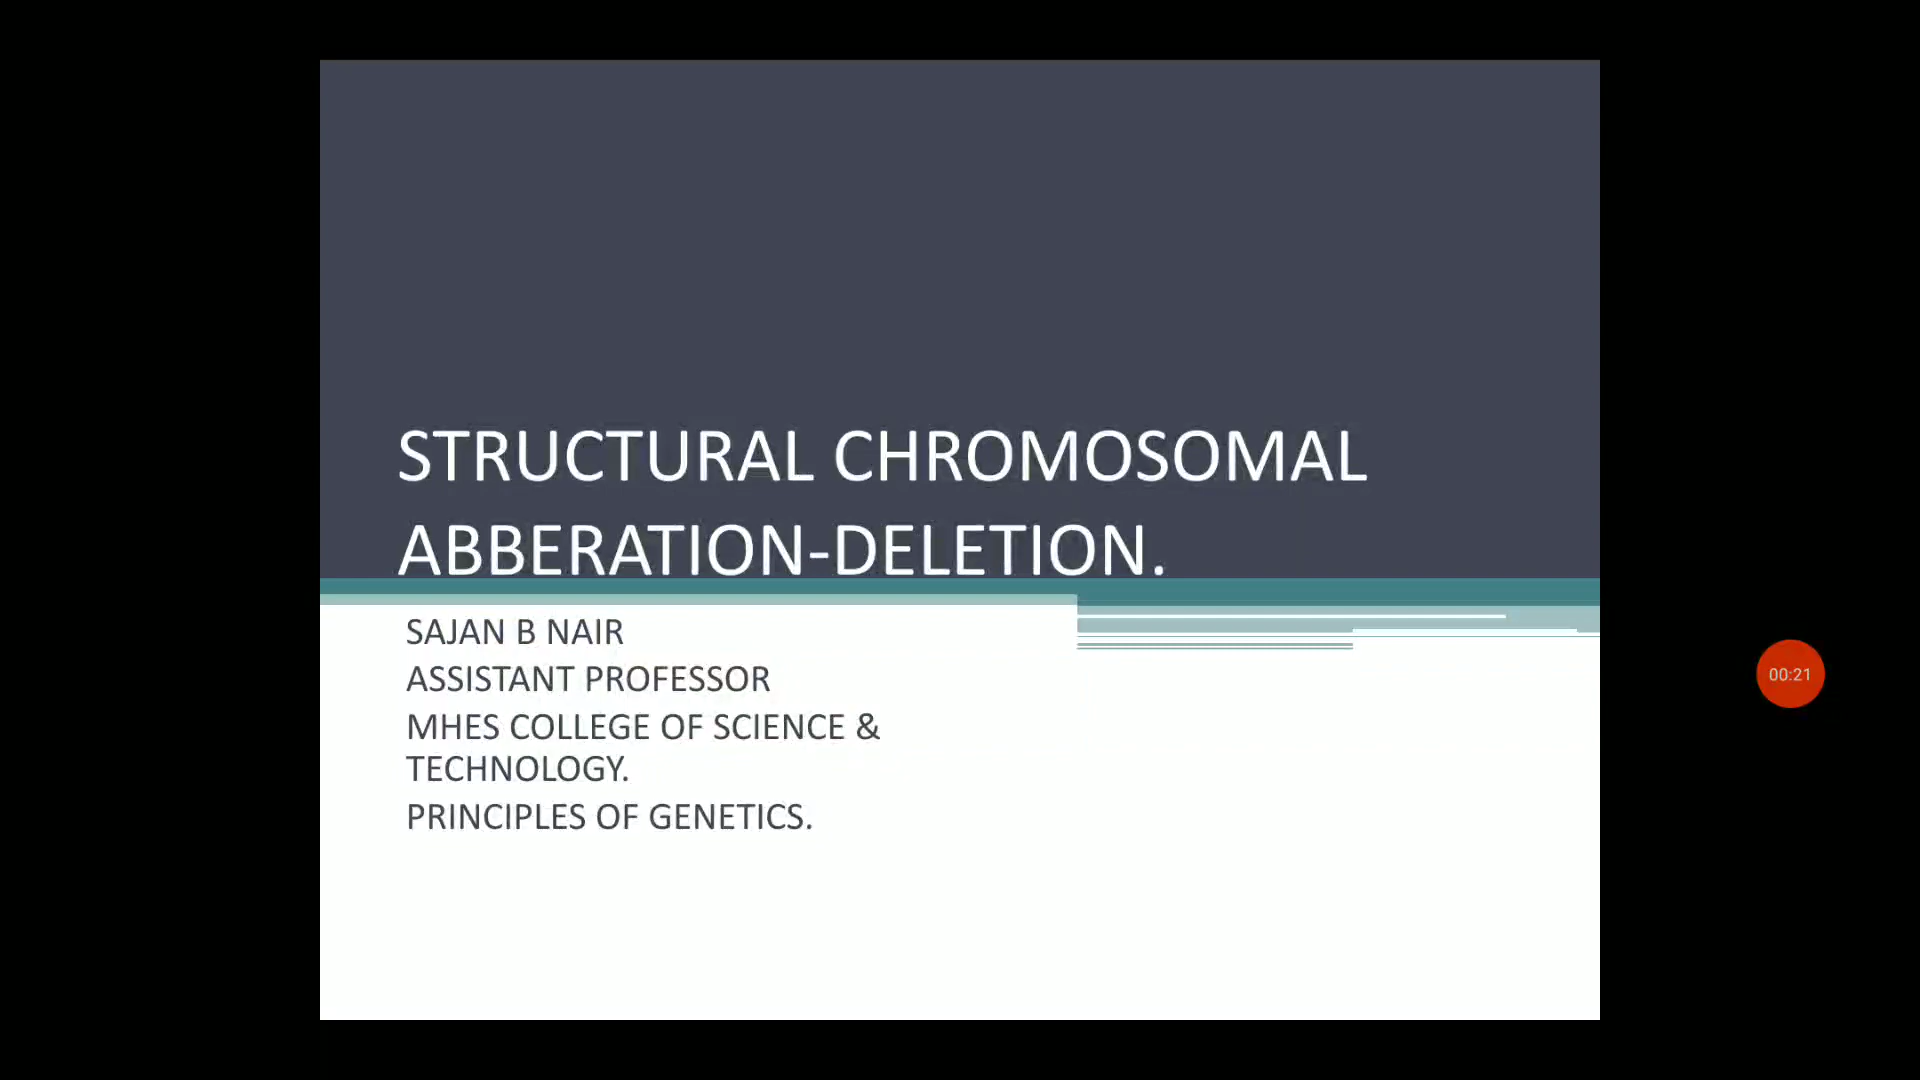 STRUCTURAL CHROMOSOMAL
ABBERATION-DELETION.
SAJAN B NAIR
ASSISTANT PROFESSOR
MHES COLLEGE OF SCIENCE &
TECHNOLOGY.
PRINCIPLES OF GENETICS.
00:21